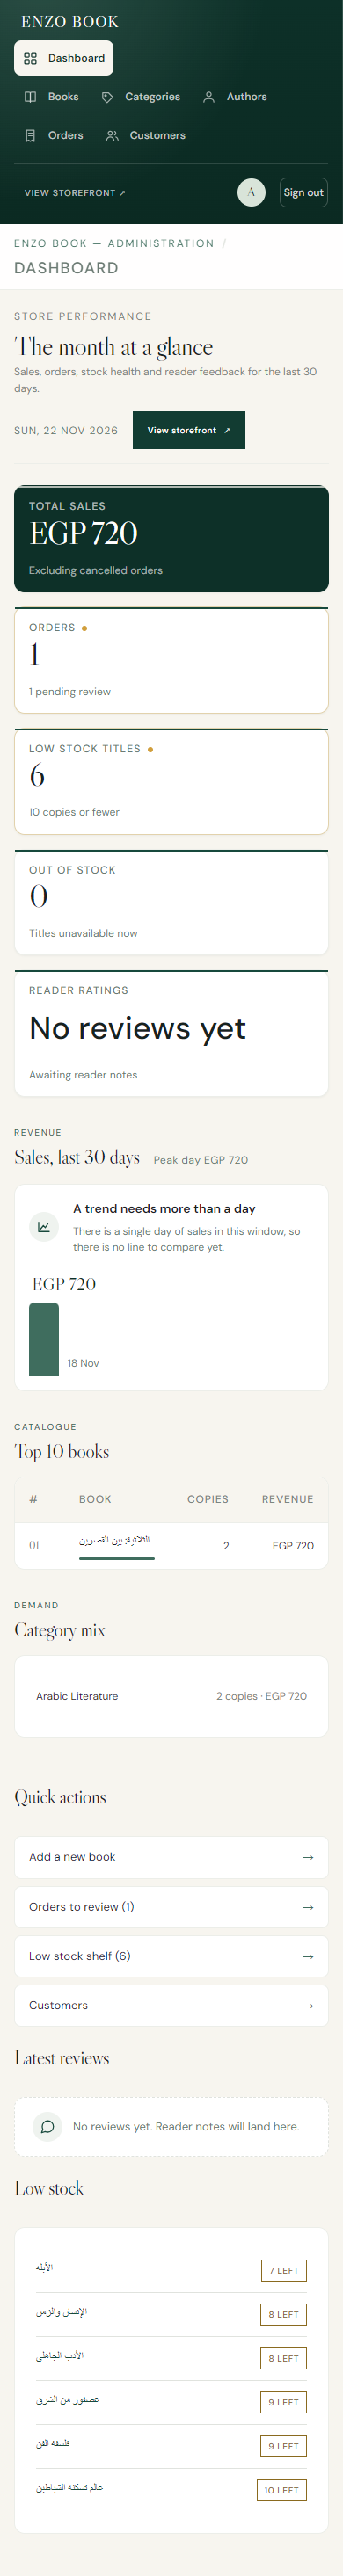 ENZO BOOK
Dashboard
Books Categories Authors
Orders Customers
VIEW STOREFRONT ↗ A Sign out
ENZO BOOK — ADMINISTRATION /
DASHBOARD
STORE PERFORMANCE
The month at a glance
Sales, orders, stock health and reader feedback for the last 30
days.
SUN, 22 NOV 2026 View storefront ↗
TOTAL SALES
EGP 720
Excluding cancelled orders
ORDERS
1
1 pending review
LOW STOCK TITLES
6
10 copies or fewer
OUT OF STOCK
0
Titles unavailable now
READER RATINGS
No reviews yet
Awaiting reader notes
REVENUE
Sales, last 30 days Peak day EGP 720
A trend needs more than a day
There is a single day of sales in this window, so
there is no line to compare yet.
EGP 720
18 Nov
CATALOGUE
Top 10 books
# BOOK COPIES REVENUE
01 الثلاثية: بين القصرين 2 EGP 720
DEMAND
Category mix
Arabic Literature 2 copies · EGP 720
Quick actions
Add a new book →
Orders to review (1) →
Low stock shelf (6) →
Customers →
Latest reviews
No reviews yet. Reader notes will land here.
Low stock
الأبله 7 LEFT
الإنسان والزمن 8 LEFT
الأدب الجاهلي 8 LEFT
عصفور من الشرق 9 LEFT
فلسفة الفن 9 LEFT
عالم تسكنه الشياطين 10 LEFT